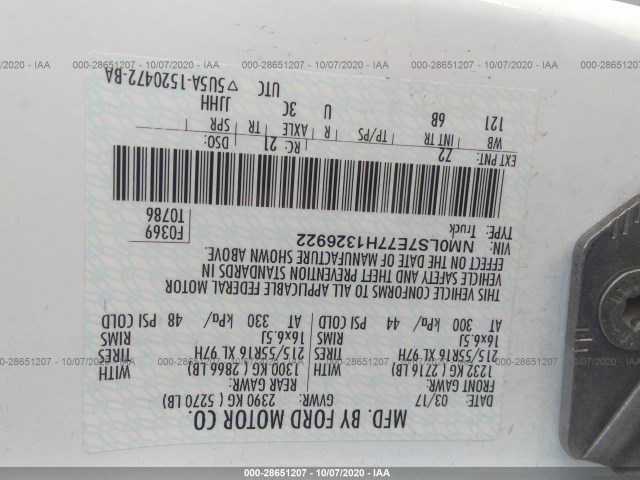 MFD. BY FORD MOTOR CO.
DATE: 03/17 GVWR: 2390 KG ( 5270 LB)
FRONT GAWR: REAR GAWR:
1232 KG ( 2716 LB) WITH 1300 KG ( 2866 LB) WITH
215/55R16 XL 97H TIRES 215/55R16 XL 97H TIRES
16x6.5J RIMS 16x6.5J RIMS
AT 300 kPa/ 44 PSI COLD AT 330 kPa/ 48 PSI COLD
THIS VEHICLE CONFORMS TO ALL APPLICABLE FEDERAL MOTOR
VEHICLE SAFETY AND THEFT PREVENTION STANDARDS IN
EFFECT ON THE DATE OF MANUFACTURE SHOWN ABOVE.
VIN: NM0LS7E77H1326922 F0369
TYPE: Truck T0786
EXT PNT: 72 RC: 21 DSO:
WB INT TR TP/PS R AXLE TR SPR
121 6B U 3C JJHH
UTC ▽5U5A-1520472-BA
000-28651207 - 10/07/2020 - IAA